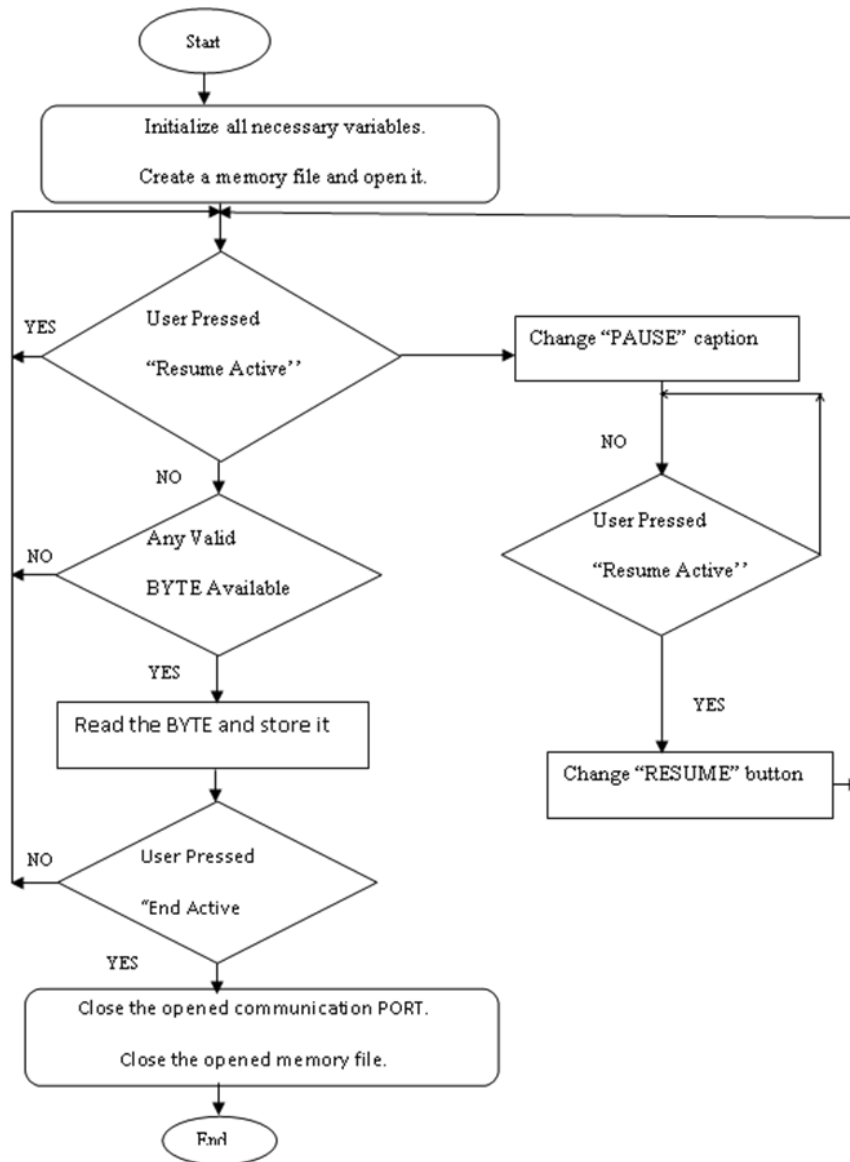 Start
Initialize all necessary variables.
Create a memory file and open it.
YES
User Pressed
“Resume Active’’
Change “PAUSE” caption
NO
NO
User Pressed
“Resume Active’’
Any Valid
NO
BYTE Available
YES
YES
Read the BYTE and store it
Change “RESUME” button
User Pressed
NO
“End Active
YES
Close the opened communication PORT.
Close the opened memory file.
End